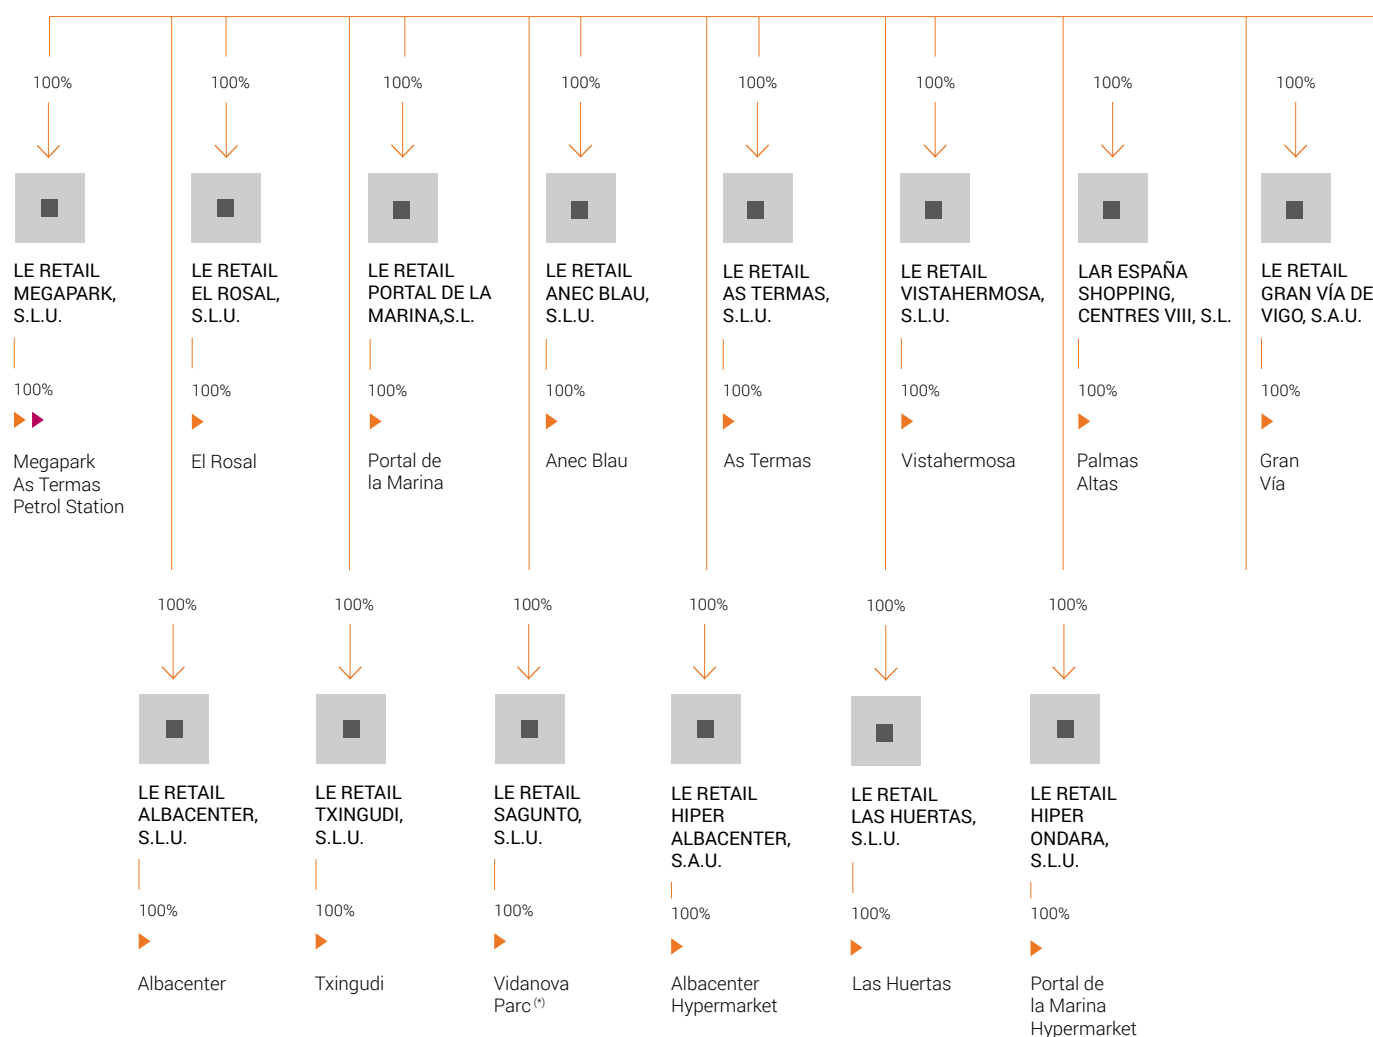 100%
100%
100%
100%
100%
100%
100%
100%
LE RETAIL
MEGAPARK,
S.L.U.
LE RETAIL
EL ROSAL,
S.L.U.
LE RETAIL
PORTAL DE LA
MARINA,S.L.
LE RETAIL
ANEC BLAU,
S.L.U.
LE RETAIL
AS TERMAS,
S.L.U.
LE RETAIL
VISTAHERMOSA,
S.L.U.
LAR ESPAÑA
SHOPPING,
CENTRES VIII, S.L.
LE RETAIL
GRAN VÍA DE
VIGO, S.A.U.
100%
100%
100%
100%
100%
100%
100%
100%
Megapark
As Termas
Petrol Station
El Rosal
Portal de
la Marina
Anec Blau
As Termas
Vistahermosa
Palmas
Altas
Gran
Vía
100%
100%
100%
100%
100%
100%
LE RETAIL
ALBACENTER,
S.L.U.
LE RETAIL
TXINGUDI,
S.L.U.
LE RETAIL
SAGUNTO,
S.L.U.
LE RETAIL
HIPER
ALBACENTER,
S.A.U.
LE RETAIL
LAS HUERTAS,
S.L.U.
LE RETAIL
HIPER
ONDARA,
S.L.U.
100%
100%
100%
100%
100%
100%
Albacenter
Txingudi
Vidanova
Parc (*)
Albacenter
Hypermarket
Las Huertas
Portal de
la Marina
Hypermarket